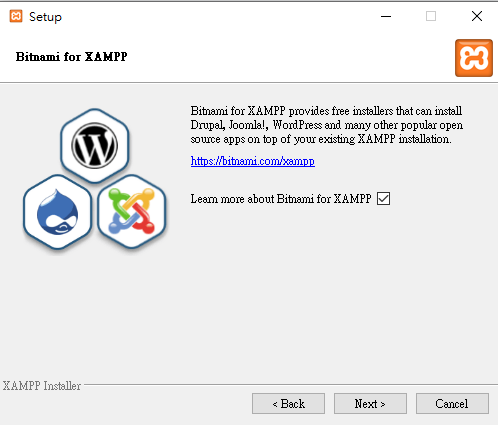 Setup
Bitnami for XAMPP
Bitnami for XAMPP provides free installers that can install
Drupal, Joomla!, WordPress and many other popular open
source apps on top of your existing XAMPP installation.
https://bitnami.com/xampp
Learn more about Bitnami for XAMPP
XAMPP Installer
< Back
Next >
Cancel